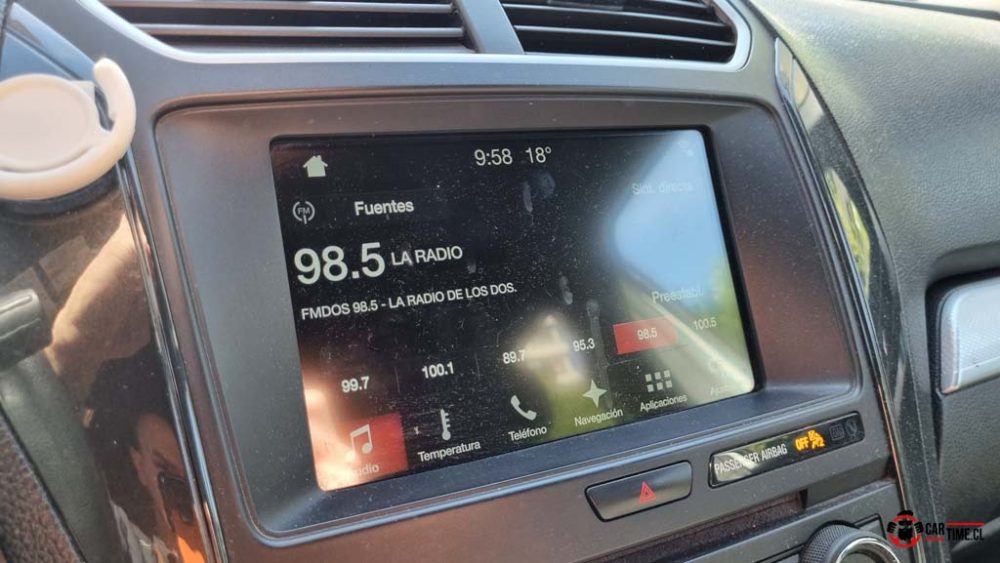 9:58 18°
Sint. directa
FM
Fuentes
98.5 LA RADIO
FMDOS 98.5 - LA RADIO DE LOS DOS.
Preestabl.
99.7 100.1 89.7 95.3 98.5 100.5
Temperatura Teléfono Navegación Aplicaciones
PASSENGER AIRBAG OFF
CAR
TIME.CL